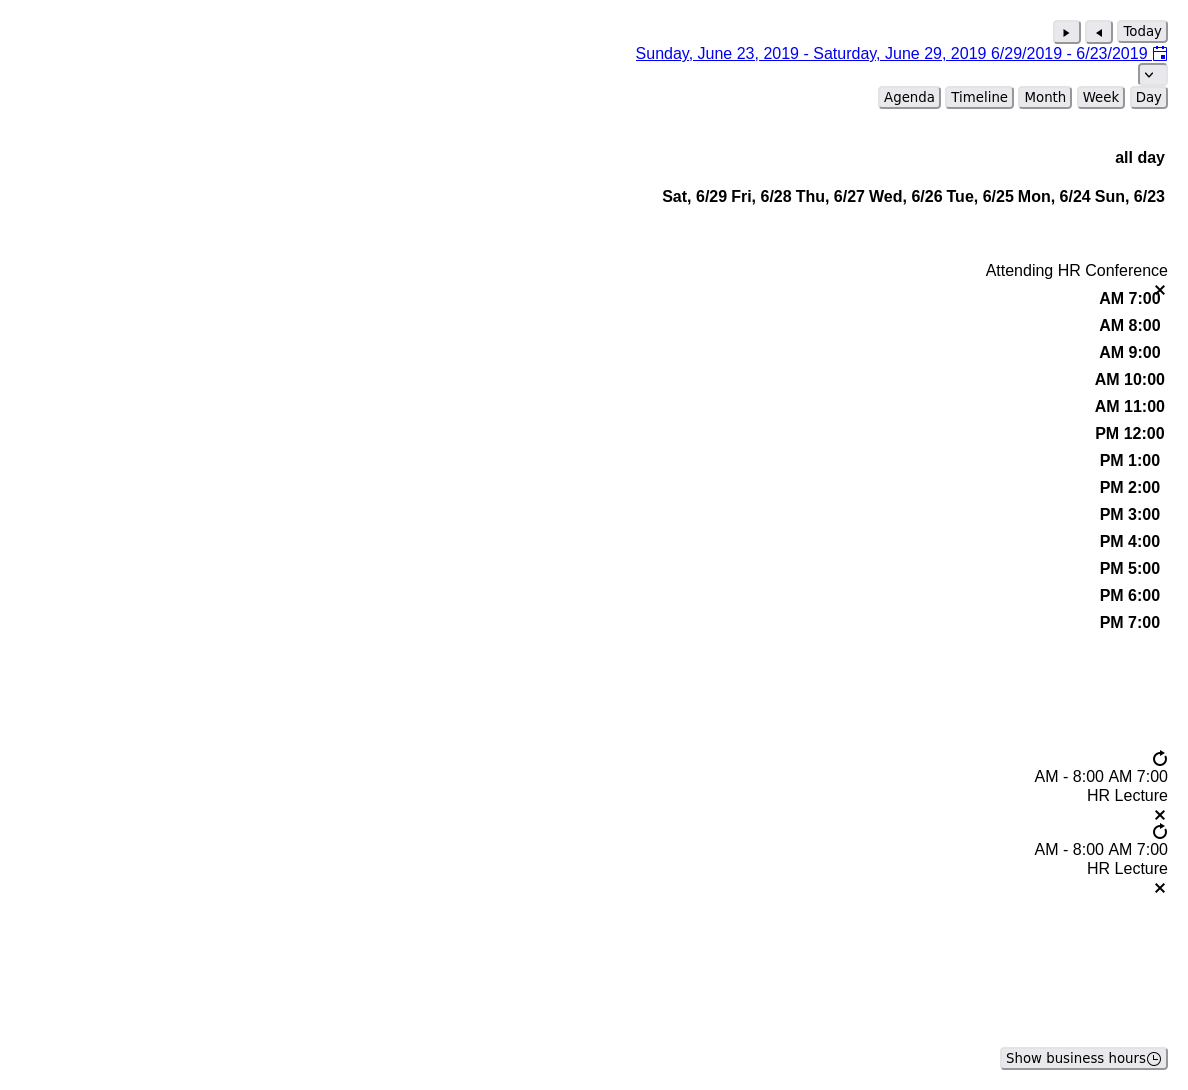 Today
Sunday, June 23, 2019 - Saturday, June 29, 2019 6/29/2019 - 6/23/2019
Agenda Timeline Month Week Day
all day
Sat, 6/29 Fri, 6/28 Thu, 6/27 Wed, 6/26 Tue, 6/25 Mon, 6/24 Sun, 6/23
Attending HR Conference
AM 7:00
AM 8:00
AM 9:00
AM 10:00
AM 11:00
PM 12:00
PM 1:00
PM 2:00
PM 3:00
PM 4:00
PM 5:00
PM 6:00
PM 7:00
AM - 8:00 AM 7:00
HR Lecture
AM - 8:00 AM 7:00
HR Lecture
Show business hours